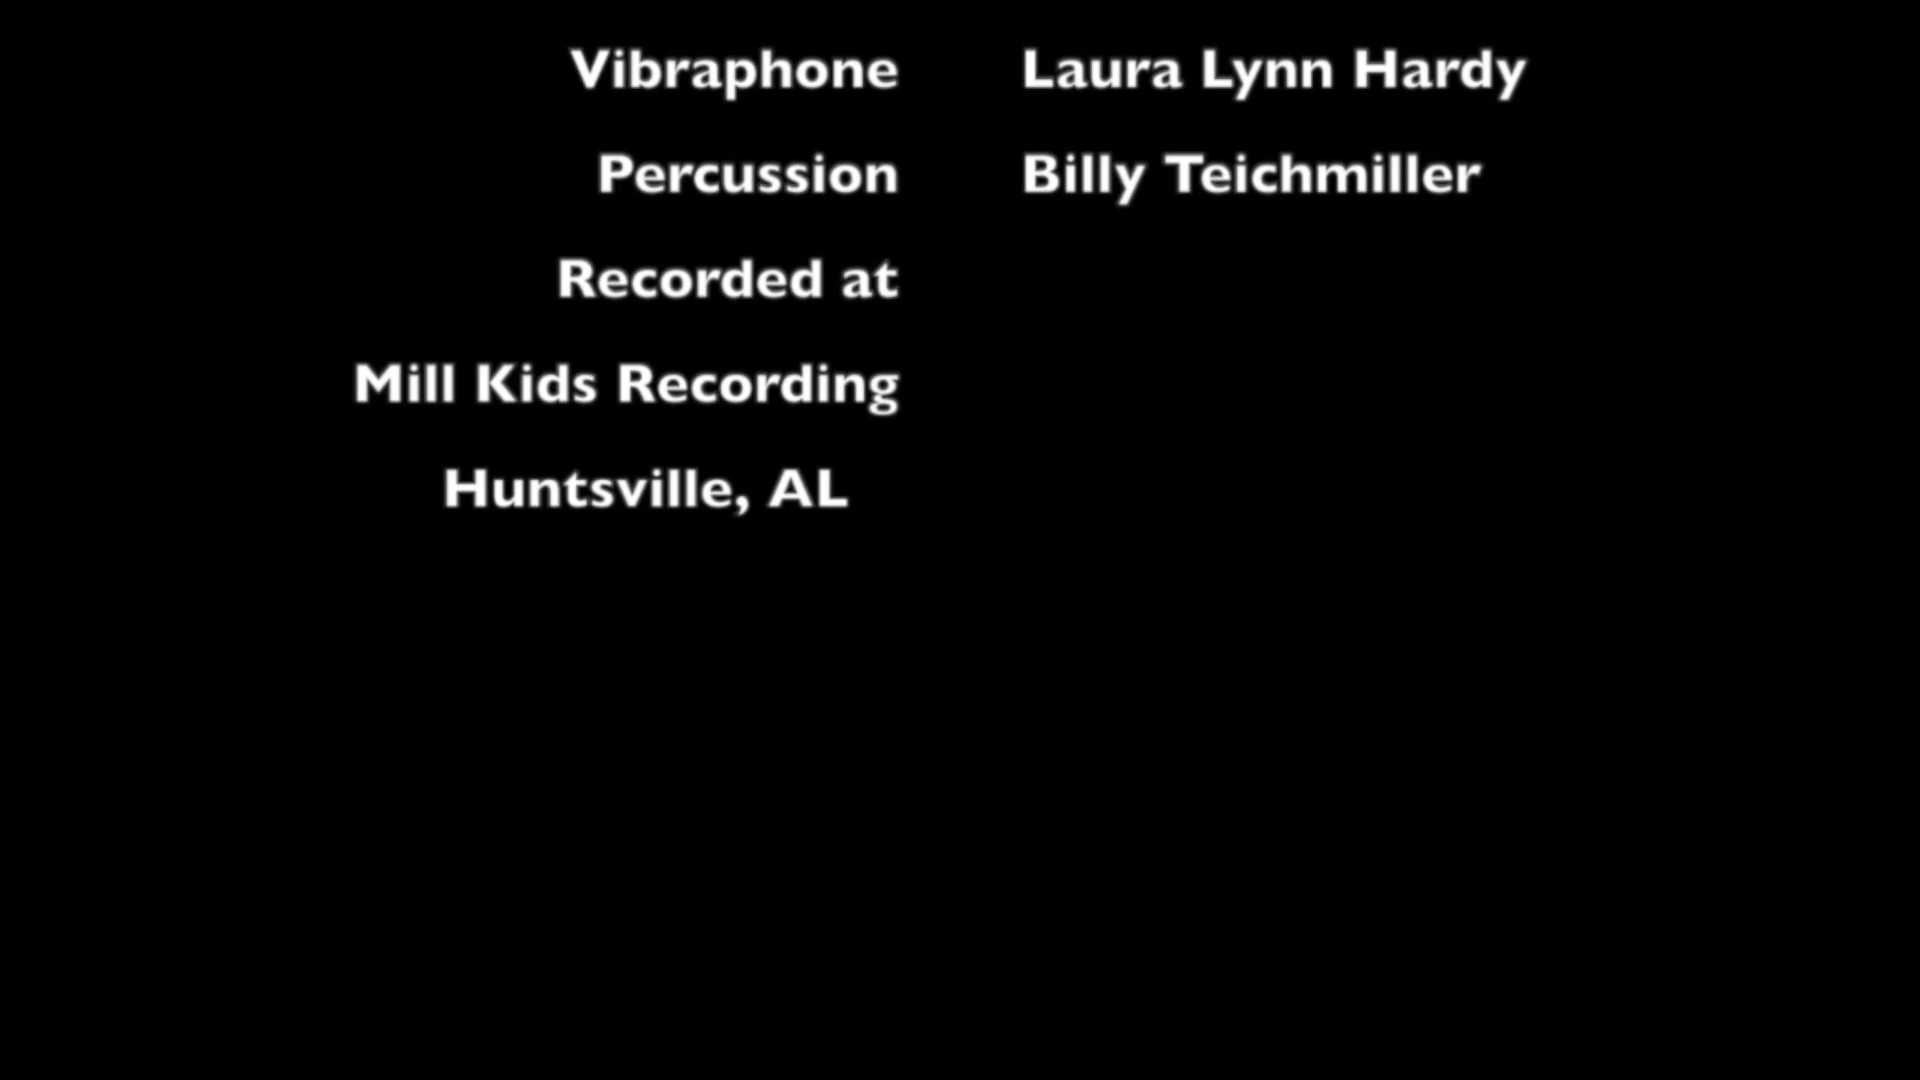 Vibraphone Laura Lynn Hardy
Percussion Billy Teichmiller
Recorded at
Mill Kids Recording
Huntsville, AL